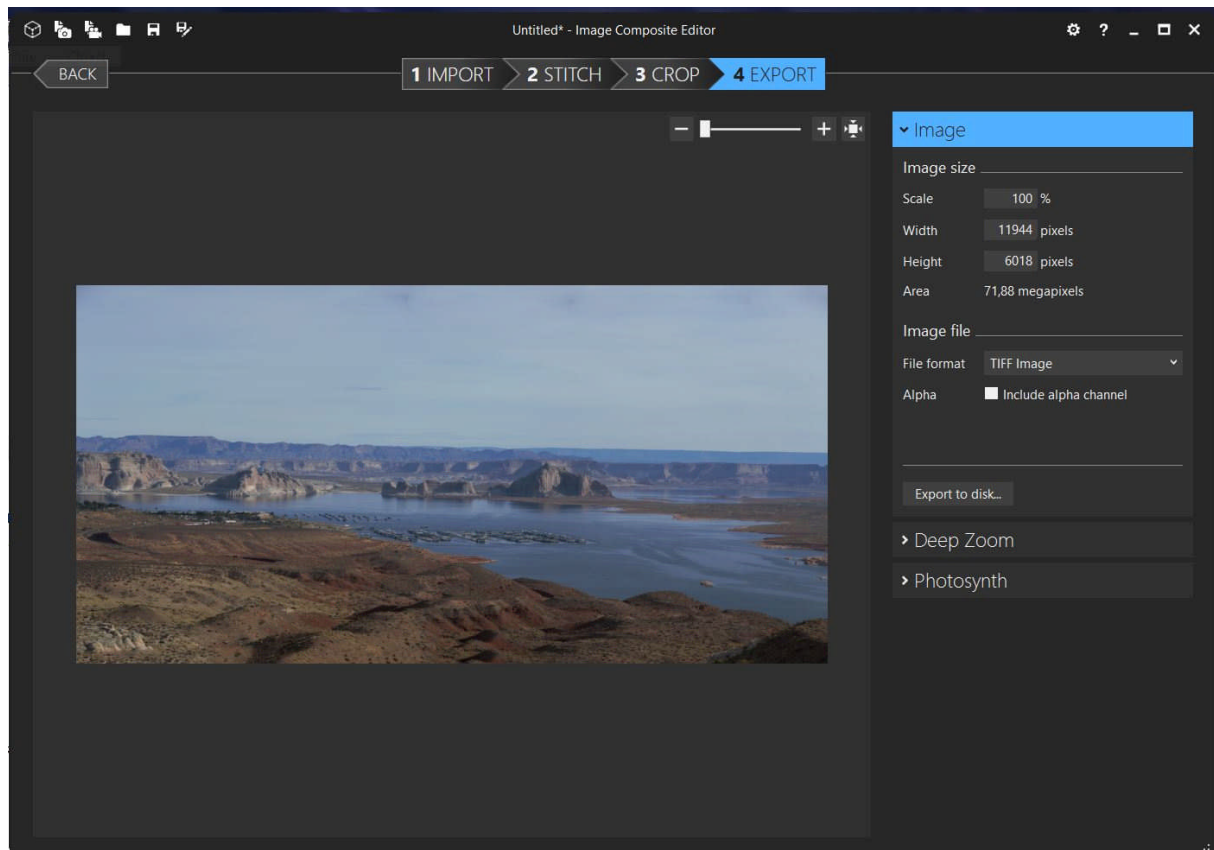 Untitled* - Image Composite Editor
?
BACK
1 IMPORT 2 STITCH 3 CROP 4 EXPORT
Image
Image size
Scale 100 %
Width 11944 pixels
Height 6018 pixels
Area 71,88 megapixels
Image file
File format TIFF Image
Alpha Include alpha channel
Export to disk...
Deep Zoom
Photosynth